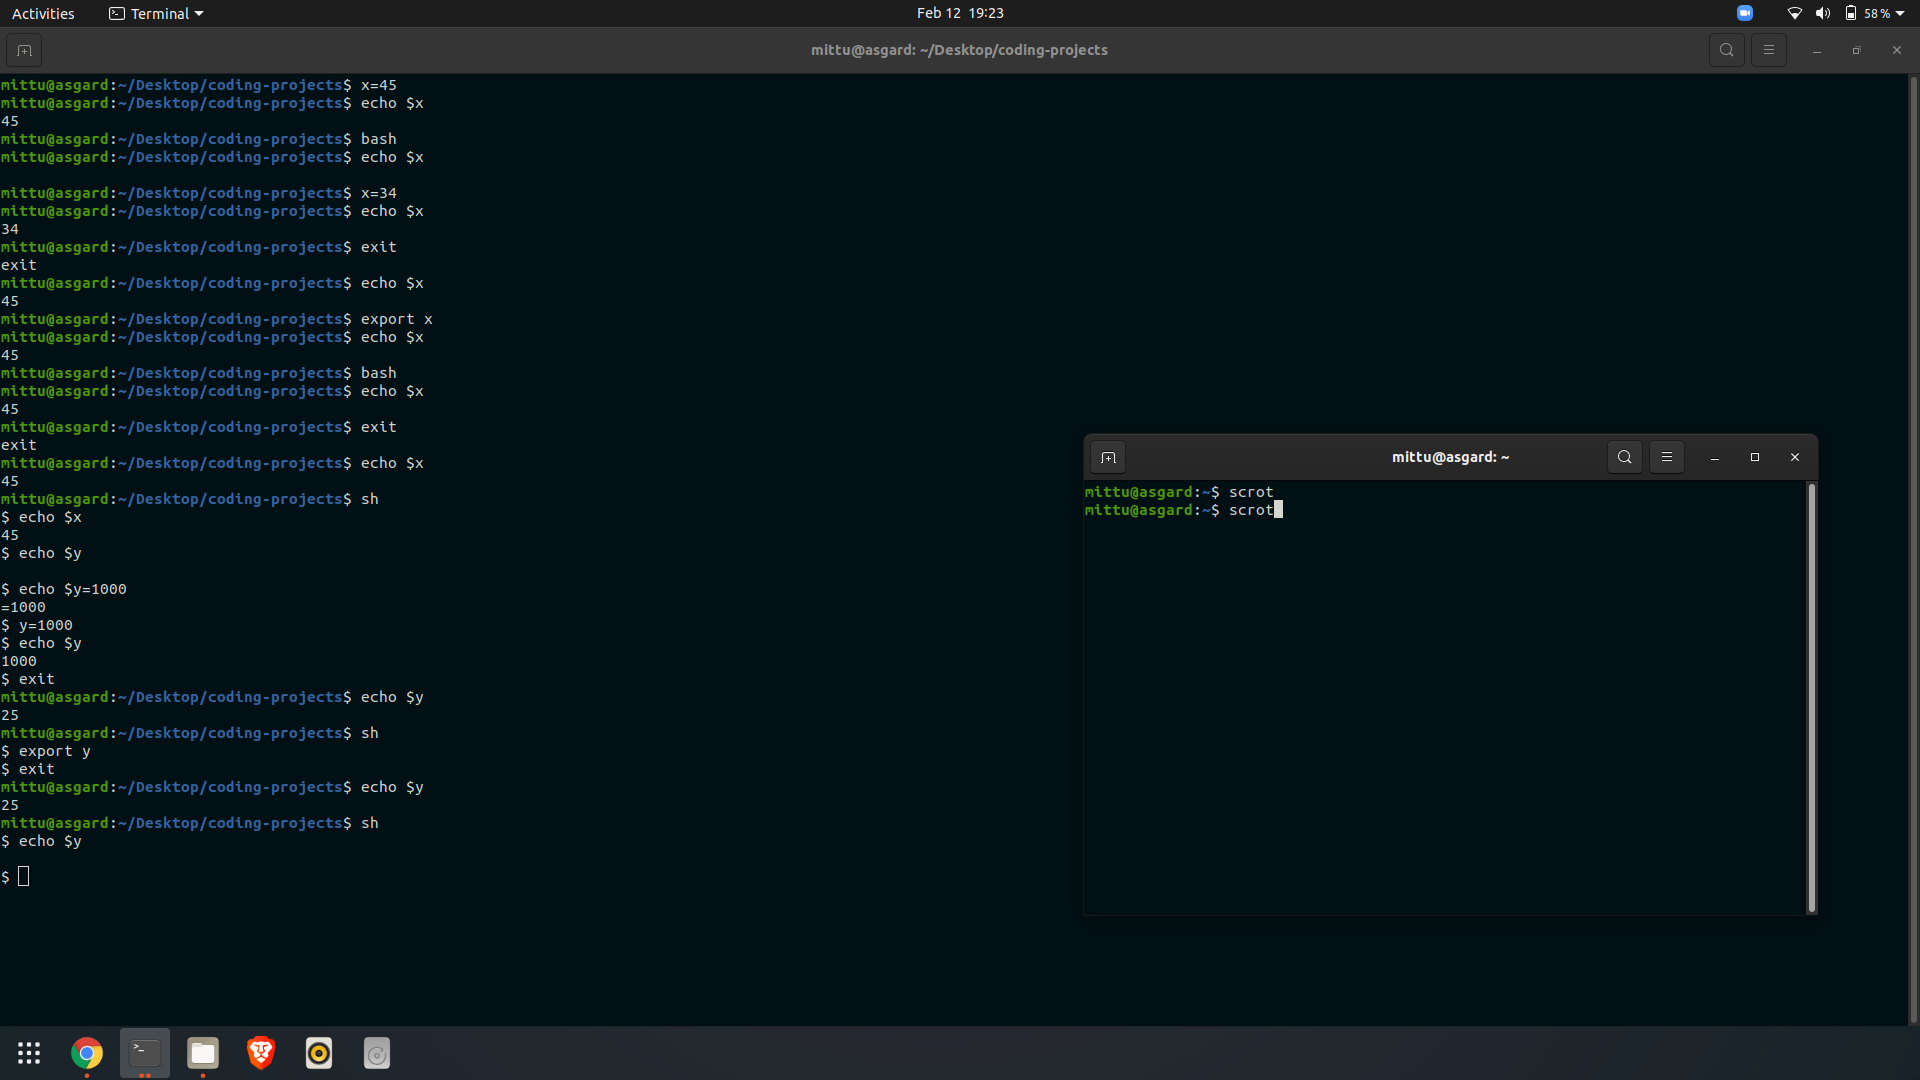 Activities Terminal Feb 12 19:23 58 %
mittu@asgard: ~/Desktop/coding-projects
mittu@asgard:~/Desktop/coding-projects$ x=45
mittu@asgard:~/Desktop/coding-projects$ echo $x
45
mittu@asgard:~/Desktop/coding-projects$ bash
mittu@asgard:~/Desktop/coding-projects$ echo $x

mittu@asgard:~/Desktop/coding-projects$ x=34
mittu@asgard:~/Desktop/coding-projects$ echo $x
34
mittu@asgard:~/Desktop/coding-projects$ exit
exit
mittu@asgard:~/Desktop/coding-projects$ echo $x
45
mittu@asgard:~/Desktop/coding-projects$ export x
mittu@asgard:~/Desktop/coding-projects$ echo $x
45
mittu@asgard:~/Desktop/coding-projects$ bash
mittu@asgard:~/Desktop/coding-projects$ echo $x
45
mittu@asgard:~/Desktop/coding-projects$ exit
exit
mittu@asgard:~/Desktop/coding-projects$ echo $x
45
mittu@asgard:~/Desktop/coding-projects$ sh
$ echo $x
45
$ echo $y

$ echo $y=1000
=1000
$ y=1000
$ echo $y
1000
$ exit
mittu@asgard:~/Desktop/coding-projects$ echo $y
25
mittu@asgard:~/Desktop/coding-projects$ sh
$ export y
$ exit
mittu@asgard:~/Desktop/coding-projects$ echo $y
25
mittu@asgard:~/Desktop/coding-projects$ sh
$ echo $y

$
mittu@asgard: ~
mittu@asgard:~$ scrot
mittu@asgard:~$ scrot